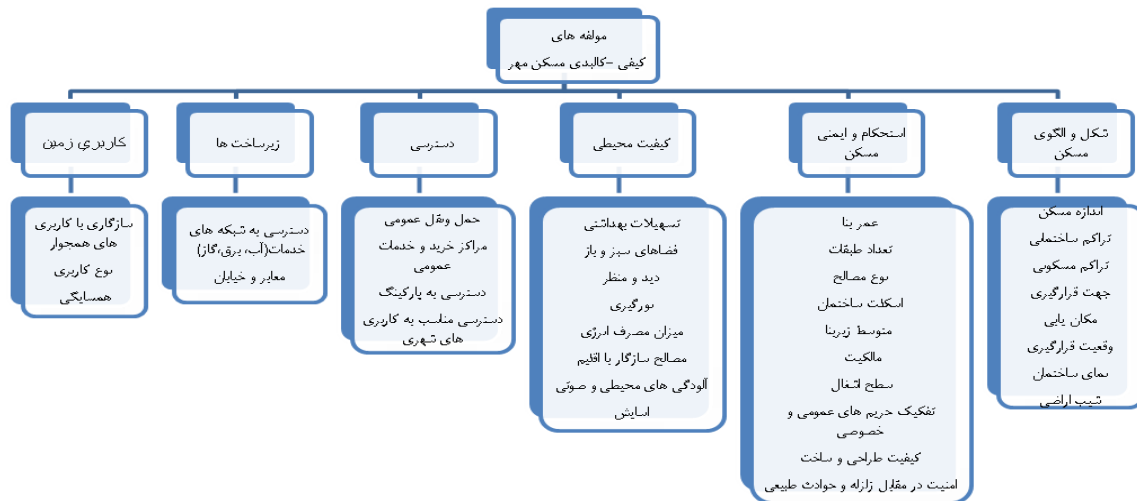 مولفه های
کیفی –کالبدی مسکن مهر
شکل و الگوی
مسکن
استحکام و ایمنی
مسکن
کیفیت محیطی
دسترسی
زیرساخت ها
کاربری زمین
اندازه مسکن
تراکم ساختمانی
تراکم مسکونی
جهت قرارگیری
مکان یابی
وقعیت قرارگیری
نمای ساختمان
شیب اراضی
عمر بنا
تعداد طبقات
نوع مصالح
اسکلت ساختمان
متوسط زیربنا
مالکیت
سطح اشغال
تفکیک حریم های عمومی و
خصوصی
کیفیت طراحی و ساخت
امنیت در مقابل زلزله و حوادث طبیعی
تسهیلات بهداشتی
فضاهای سبز و باز
دید و منظر
نورگیری
میزان مصرف انرژی
مصالح سازگار با اقلیم
آلودگی های محیطی و صوتی
اسایش
حمل ونقل عمومی
مراکز خرید و خدمات
عمومی
دسترسی به پارکینگ
دسترسی مناسب به کاربری
های شهری
دسترسی به شبکه های
خدمات(آب، برق،گاز)
معابر و خیابان
سازگاری با کاربری
های همجوار
نوع کاربری
همسایگی